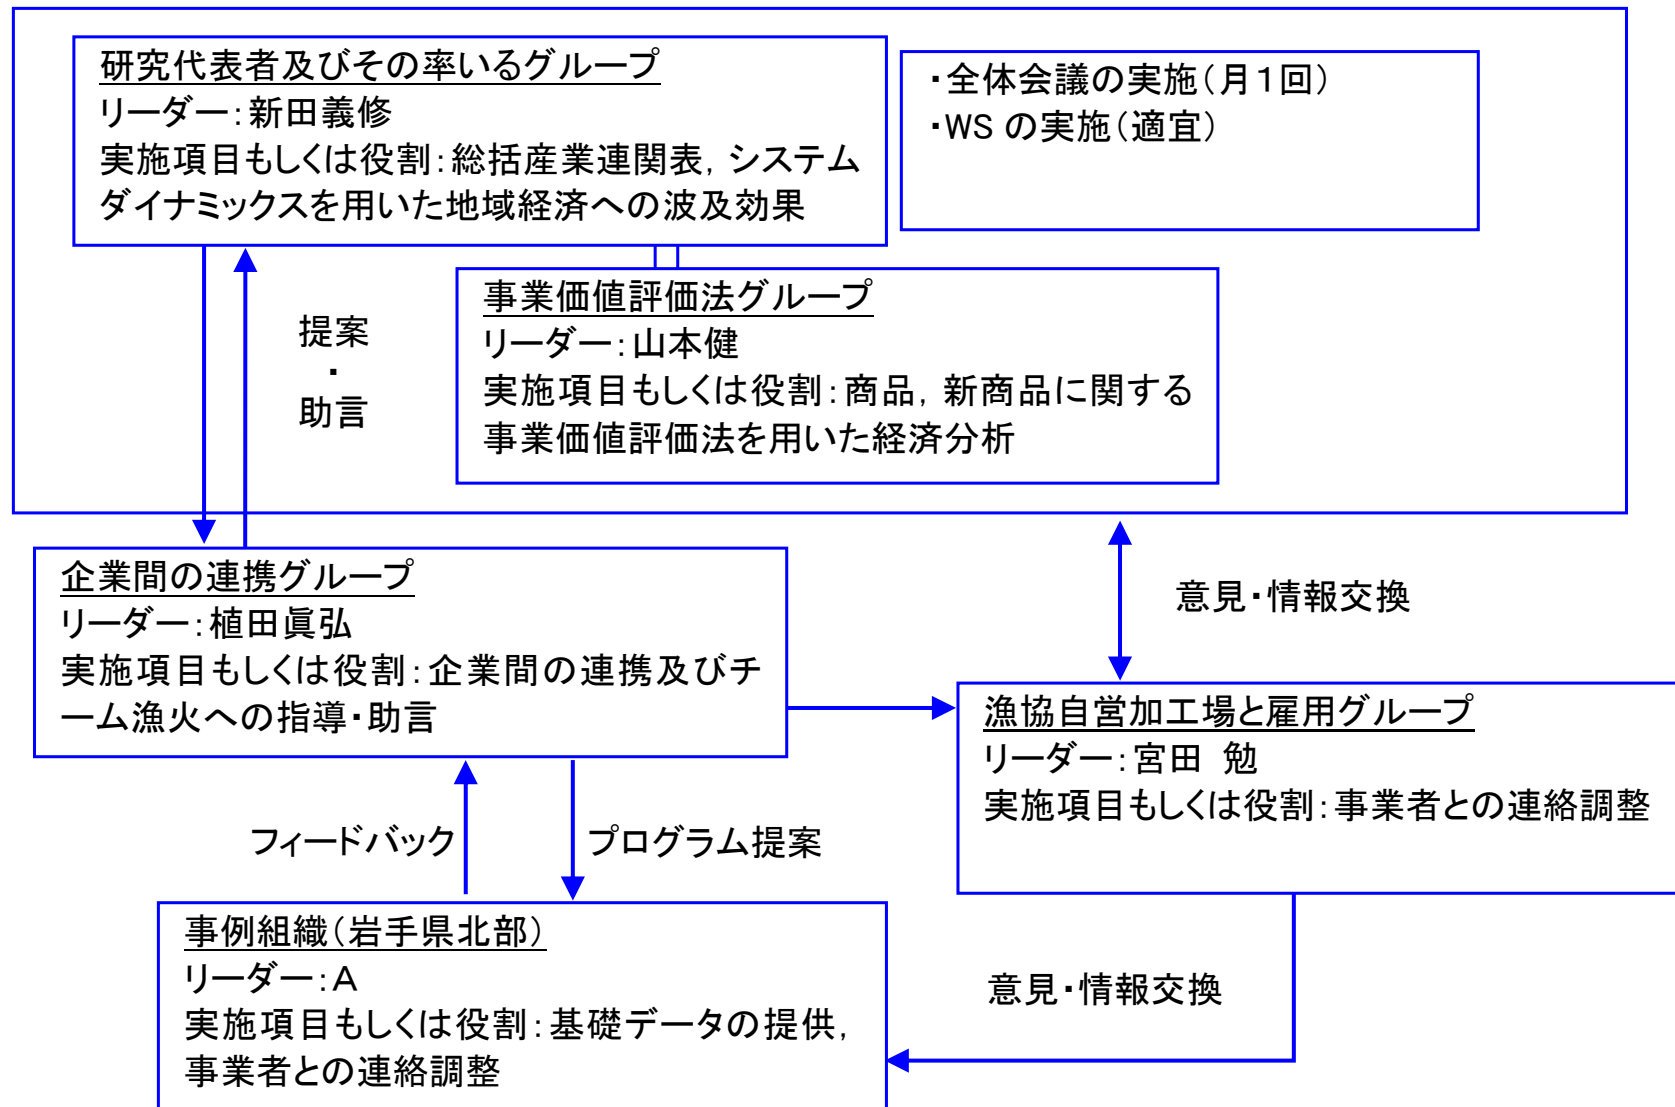 研究代表者及びその率いるグループ
リーダー:新田義修
実施項目もしくは役割:総括産業連関表,システム
ダイナミックスを用いた地域経済への波及効果
・全体会議の実施(月1回)
・WSの実施(適宜)
提案
・
助言
事業価値評価法グループ
リーダー:山本健
実施項目もしくは役割:商品,新商品に関する
事業価値評価法を用いた経済分析
企業間の連携グループ
リーダー:植田眞弘
実施項目もしくは役割:企業間の連携及びチ
ーム漁火への指導・助言
意見・情報交換
漁協自営加工場と雇用グループ
リーダー:宮田 勉
実施項目もしくは役割:事業者との連絡調整
フィードバック
プログラム提案
事例組織(岩手県北部)
リーダー:A
実施項目もしくは役割:基礎データの提供,
事業者との連絡調整
意見・情報交換